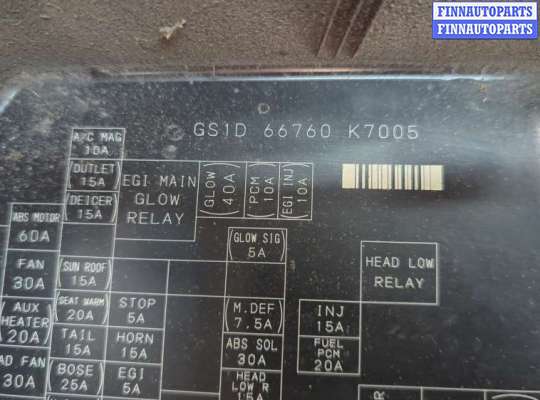 FINNAUTOPARTS
FINNAUTOPARTS
GS1D 66760 K7005
A/C MAG
10A
(OUTLET)
15A
(DEICER)
15A
EGI MAIN
GLOW
RELAY
(GLOW)
(40A)
(PCM)
(10A)
(EGI INJ)
(10A)
(GLOW SIG)
5A
HEAD LOW
RELAY
ABS MOTOR
60A
FAN
30A
(SUN ROOF)
15A
(AUX
HEATER)
20A
(SEAT WARM)
20A
STOP
5A
(M.DEF)
7.5A
INJ
15A
TAIL
15A
HORN
15A
ABS SOL
30A
FUEL
PCM
20A
AD FAN
30A
(BOSE)
25A
EGI
5A
HEAD
LOW R
15A